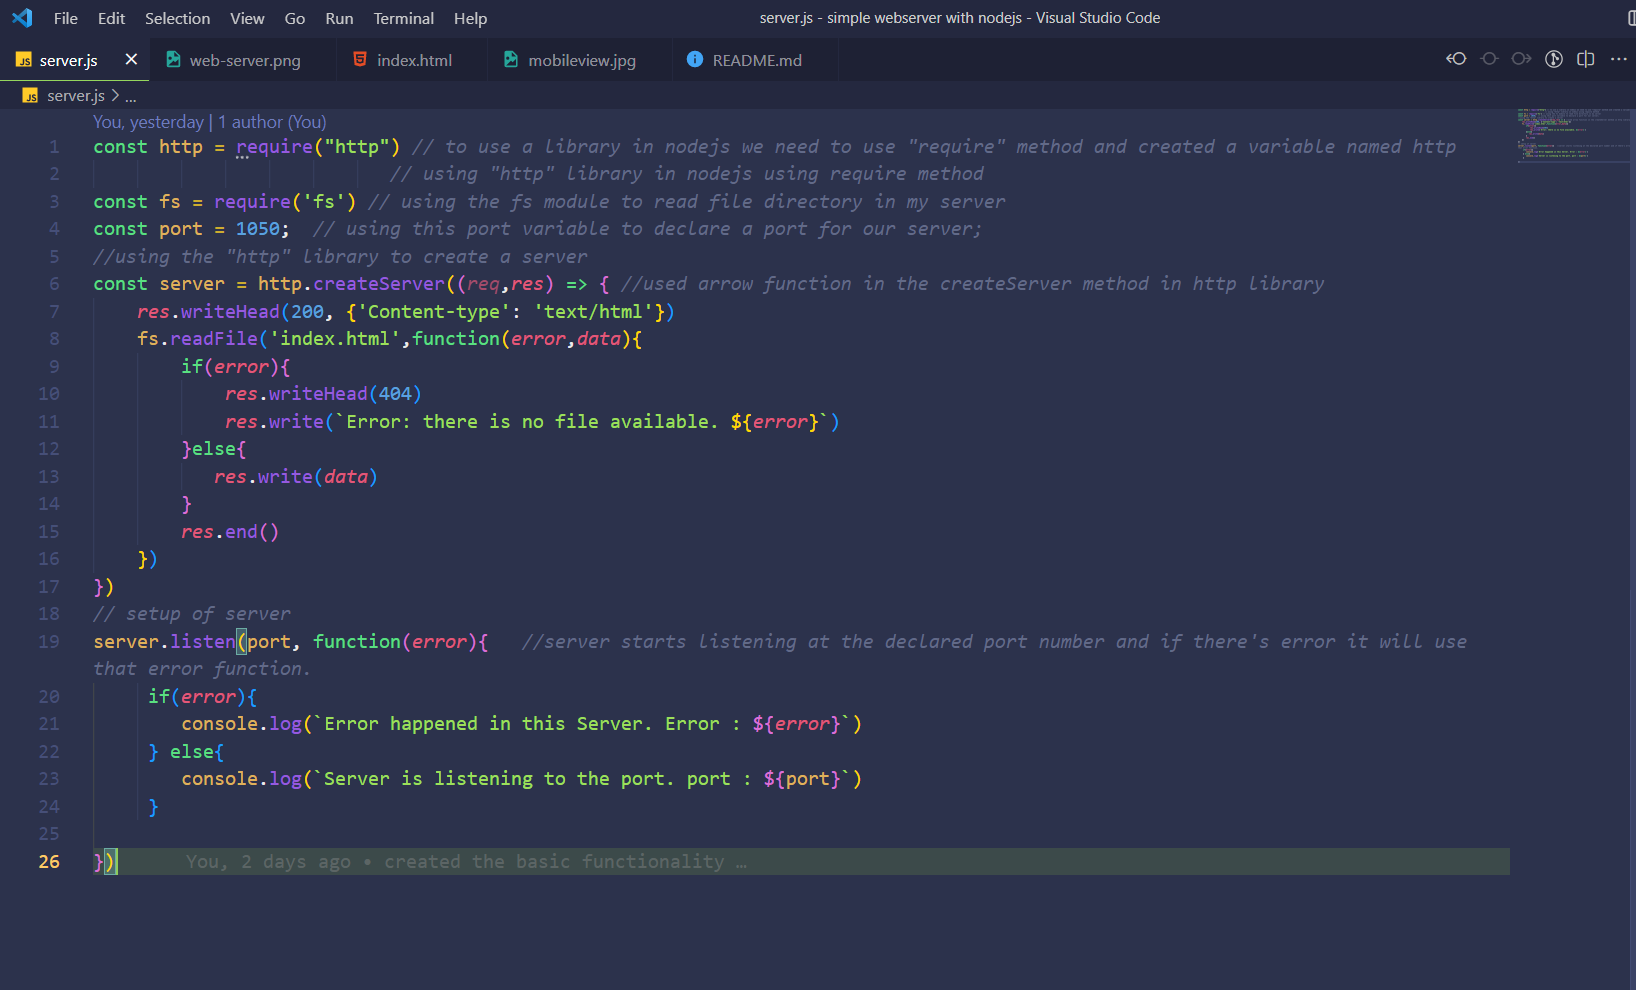 File Edit Selection View Go Run Terminal Help
server.js - simple webserver with nodejs - Visual Studio Code
JS server.js × web-server.png index.html mobileview.jpg README.md
JS server.js > ...
You, yesterday | 1 author (You)
1 const http = require("http") // to use a library in nodejs we need to use "require" method and created a variable named http
2 // using "http" library in nodejs using require method
3 const fs = require('fs') // using the fs module to read file directory in my server
4 const port = 1050; // using this port variable to declare a port for our server;
5 //using the "http" library to create a server
6 const server = http.createServer((req,res) => { //used arrow function in the createServer method in http library
7 res.writeHead(200, {'Content-type': 'text/html'})
8 fs.readFile('index.html',function(error,data){
9 if(error){
10 res.writeHead(404)
11 res.write(`Error: there is no file available. ${error}`)
12 }else{
13 res.write(data)
14 }
15 res.end()
16 })
17 })
18 // setup of server
19 server.listen(port, function(error){ //server starts listening at the declared port number and if there's error it will use
that error function.
20 if(error){
21 console.log(`Error happened in this Server. Error : ${error}`)
22 } else{
23 console.log(`Server is listening to the port. port : ${port}`)
24 }
25
26 }) You, 2 days ago • created the basic functionality …